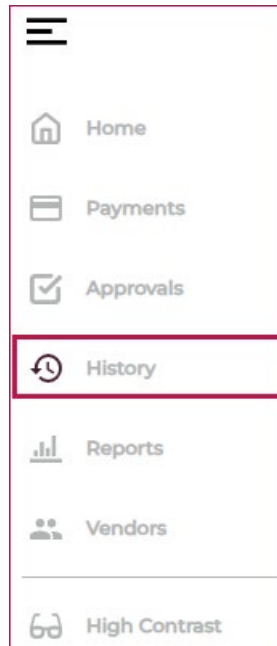 Home
Payments
Approvals
History
Reports
Vendors
High Contrast